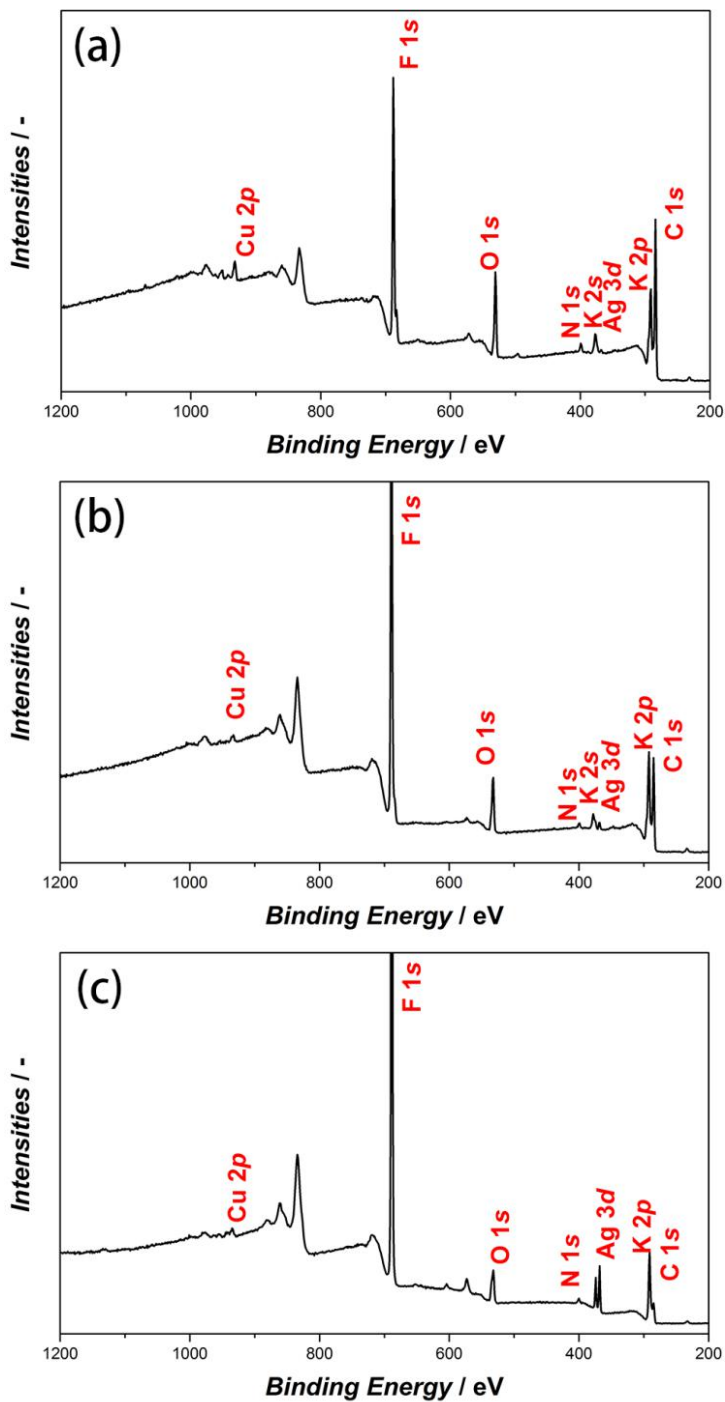 (a)
Intensities / -
Cu 2p
F 1s
O 1s
N 1s
K 2s
Ag 3d
K 2p
C 1s
1200 1000 800 600 400 200
Binding Energy / eV
(b)
Intensities / -
Cu 2p
F 1s
O 1s
N 1s
K 2s
Ag 3d
K 2p
C 1s
1200 1000 800 600 400 200
Binding Energy / eV
(c)
Intensities / -
Cu 2p
F 1s
O 1s
N 1s
Ag 3d
K 2p
C 1s
1200 1000 800 600 400 200
Binding Energy / eV